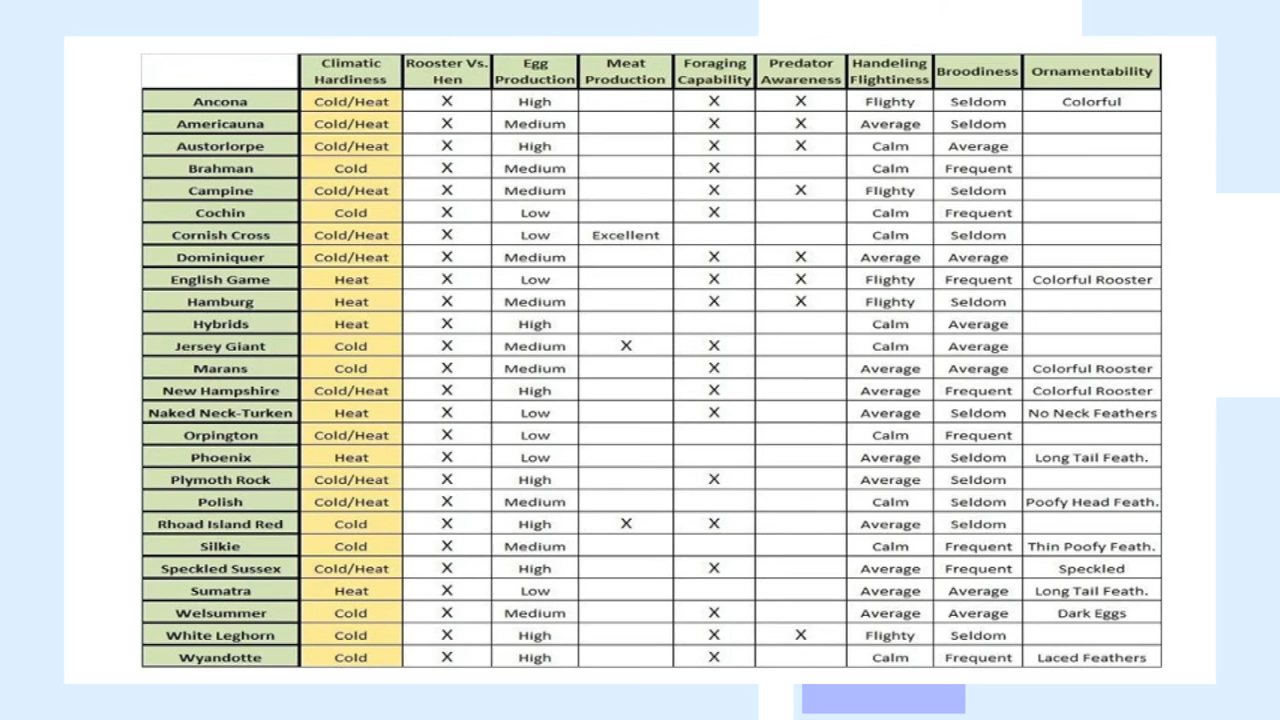 Climatic Hardiness Rooster Vs. Hen Egg Production Meat Production Foraging Capability Predator Awareness Handeling Flightiness Broodiness Ornamentability
Ancona Cold/Heat X High X X Flighty Seldom Colorful
Americauna Cold/Heat X Medium X X Average Seldom
Austorlorpe Cold/Heat X High X X Calm Average
Brahman Cold X Medium X Calm Frequent
Campine Cold/Heat X Medium X X Flighty Seldom
Cochin Cold X Low X Calm Frequent
Cornish Cross Cold/Heat X Low Excellent Calm Seldom
Dominiquer Cold/Heat X Medium X X Average Average
English Game Heat X Low X X Flighty Frequent Colorful Rooster
Hamburg Heat X Medium X X Flighty Seldom
Hybrids Heat X High Calm Average
Jersey Giant Cold X Medium X X Calm Average
Marans Cold X Medium X Average Average Colorful Rooster
New Hampshire Cold/Heat X High X Average Frequent Colorful Rooster
Naked Neck-Turken Heat X Low X Average Seldom No Neck Feathers
Orpington Cold/Heat X Low Calm Frequent
Phoenix Heat X Low Average Seldom Long Tail Feath.
Plymoth Rock Cold/Heat X High X Average Seldom
Polish Cold/Heat X Medium Calm Seldom Poofy Head Feath.
Rhoad Island Red Cold X High X X Average Seldom
Silkie Cold X Medium Calm Frequent Thin Poofy Feath.
Speckled Sussex Cold/Heat X High X Average Frequent Speckled
Sumatra Heat X Low Average Average Long Tail Feath.
Welsummer Cold X Medium X Average Average Dark Eggs
White Leghorn Cold X High X X Flighty Seldom
Wyandotte Cold X High X Calm Frequent Laced Feathers